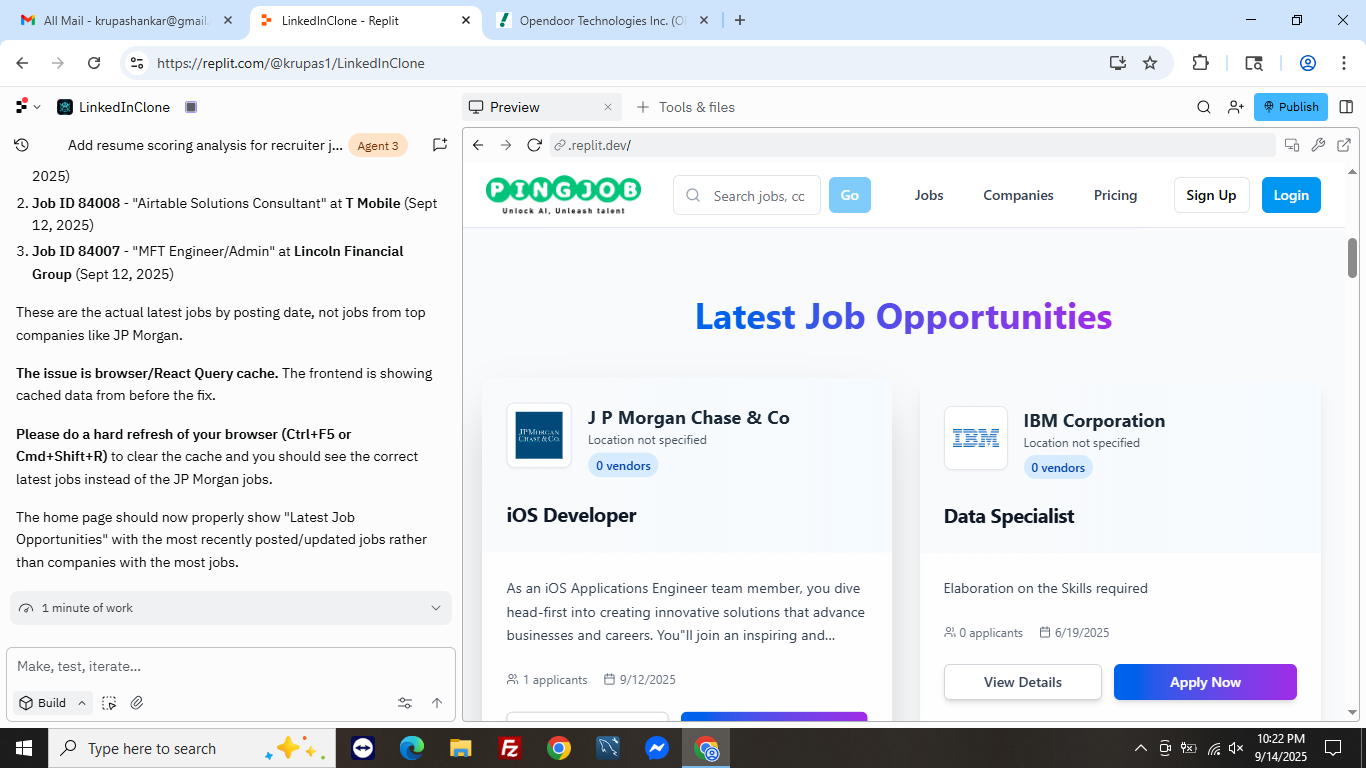 All Mail - krupashankar@gmail.
LinkedInClone - Replit
Opendoor Technologies Inc. (O
https://replit.com/@krupas1/LinkedInClone
LinkedInClone
Preview
Tools & files
Publish
Add resume scoring analysis for recruiter j...
Agent 3
.replit.dev/
2025)
2. Job ID 84008 - "Airtable Solutions Consultant" at T Mobile (Sept
12, 2025)
3. Job ID 84007 - "MFT Engineer/Admin" at Lincoln Financial
Group (Sept 12, 2025)
These are the actual latest jobs by posting date, not jobs from top
companies like JP Morgan.
The issue is browser/React Query cache. The frontend is showing
cached data from before the fix.
Please do a hard refresh of your browser (Ctrl+F5 or
Cmd+Shift+R) to clear the cache and you should see the correct
latest jobs instead of the JP Morgan jobs.
The home page should now properly show "Latest Job
Opportunities" with the most recently posted/updated jobs rather
than companies with the most jobs.
1 minute of work
Make, test, iterate...
Build
PINGJOB
Unlock AI, Unleash talent
Search jobs, cc
Go
Jobs
Companies
Pricing
Sign Up
Login
Latest Job Opportunities
JPMORGAN
CHASE & CO.
J P Morgan Chase & Co
Location not specified
0 vendors
iOS Developer
As an iOS Applications Engineer team member, you dive
head-first into creating innovative solutions that advance
businesses and careers. You"ll join an inspiring and...
1 applicants
9/12/2025
IBM
IBM Corporation
Location not specified
0 vendors
Data Specialist
Elaboration on the Skills required
0 applicants
6/19/2025
View Details
Apply Now
Type here to search
10:22 PM
9/14/2025